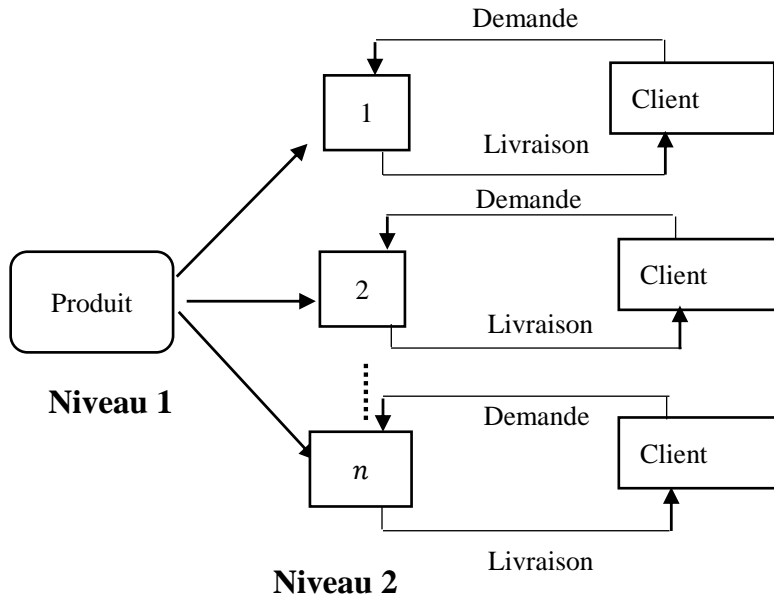 Demande
1
Client
Livraison
Demande
Produit
2
Client
Livraison
Niveau 1
Demande
n
Client
Livraison
Niveau 2